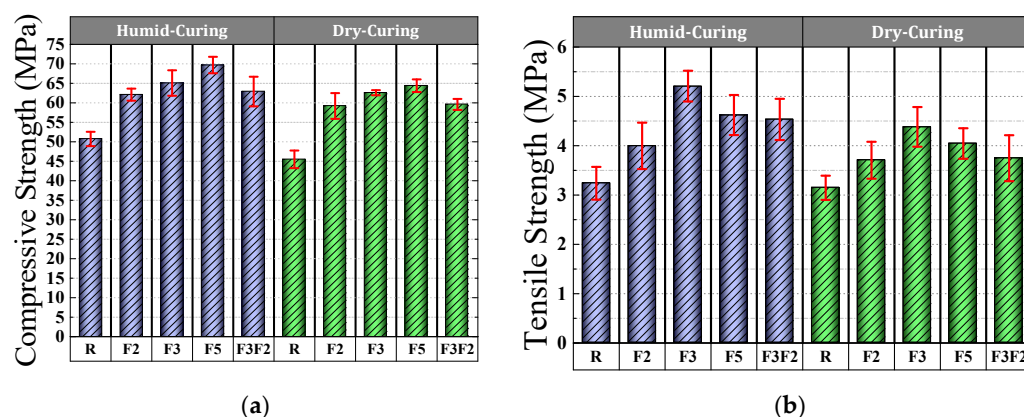 Humid-Curing Dry-Curing
Compressive Strength (MPa)
75
70
65
60
55
50
45
40
35
30
25
20
15
10
5
0
R F2 F3 F5 F3F2 R F2 F3 F5 F3F2
(a)
Humid-Curing Dry-Curing
Tensile Strength (MPa)
6
5
4
3
2
1
0
R F2 F3 F5 F3F2 R F2 F3 F5 F3F2
(b)